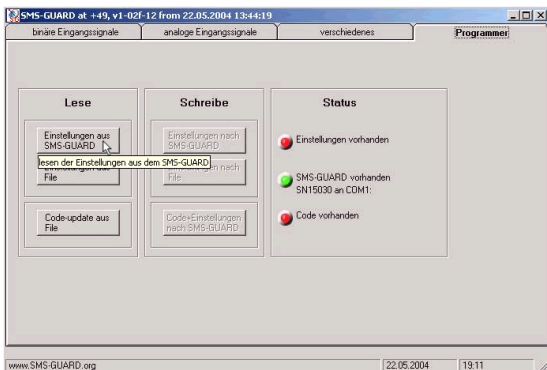 SMS-GUARD at +49, v1-02f-12 from 22.05.2004 13:44:19
binäre Eingangssignale
analoge Eingangssignale
verschiedenes
Programmer
Lese
Einstellungen aus
SMS-GUARD
lesen der Einstellungen aus dem SMS-GUARD
File
Code-update aus
File
Schreibe
Einstellungen nach
SMS-GUARD
Einstellungen nach
File
Code+Einstellungen
nach SMS-GUARD
Status
Einstellungen vorhanden
SMS-GUARD vorhanden
SN15030 an COM1:
Code vorhanden
www.SMS-GUARD.org
22.05.2004
19:11